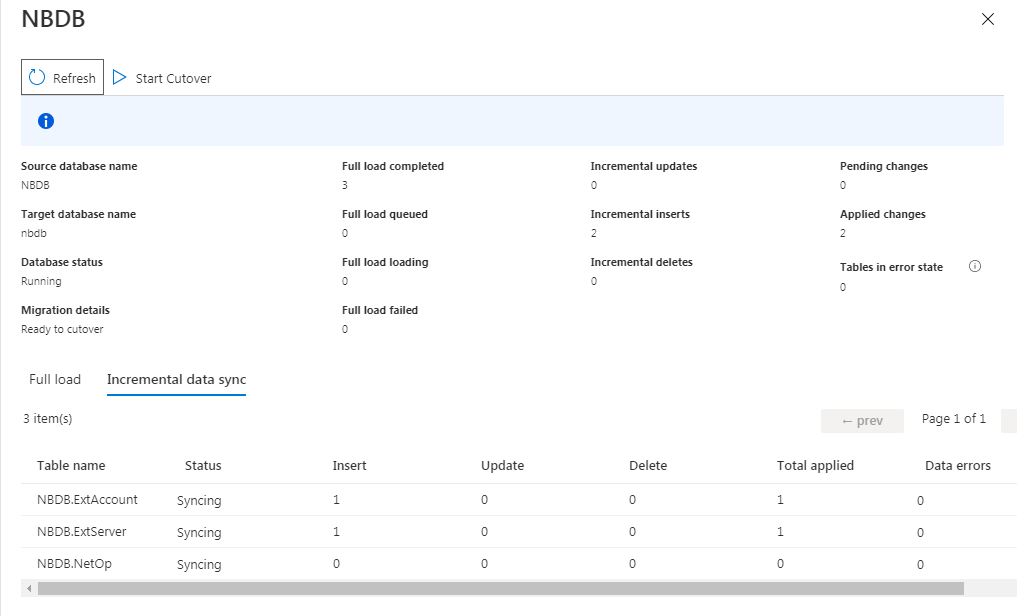 NBDB
Refresh Start Cutover
Source database name Full load completed Incremental updates Pending changes
NBDB 3 0 0
Target database name Full load queued Incremental inserts Applied changes
nbdb 0 2 2
Database status Full load loading Incremental deletes Tables in error state
Running 0 0 0
Migration details Full load failed
Ready to cutover 0
Full load Incremental data sync
3 item(s) ← prev Page 1 of 1
Table name Status Insert Update Delete Total applied Data errors
NBDB.ExtAccount Syncing 1 0 0 1 0
NBDB.ExtServer Syncing 1 0 0 1 0
NBDB.NetOp Syncing 0 0 0 0 0